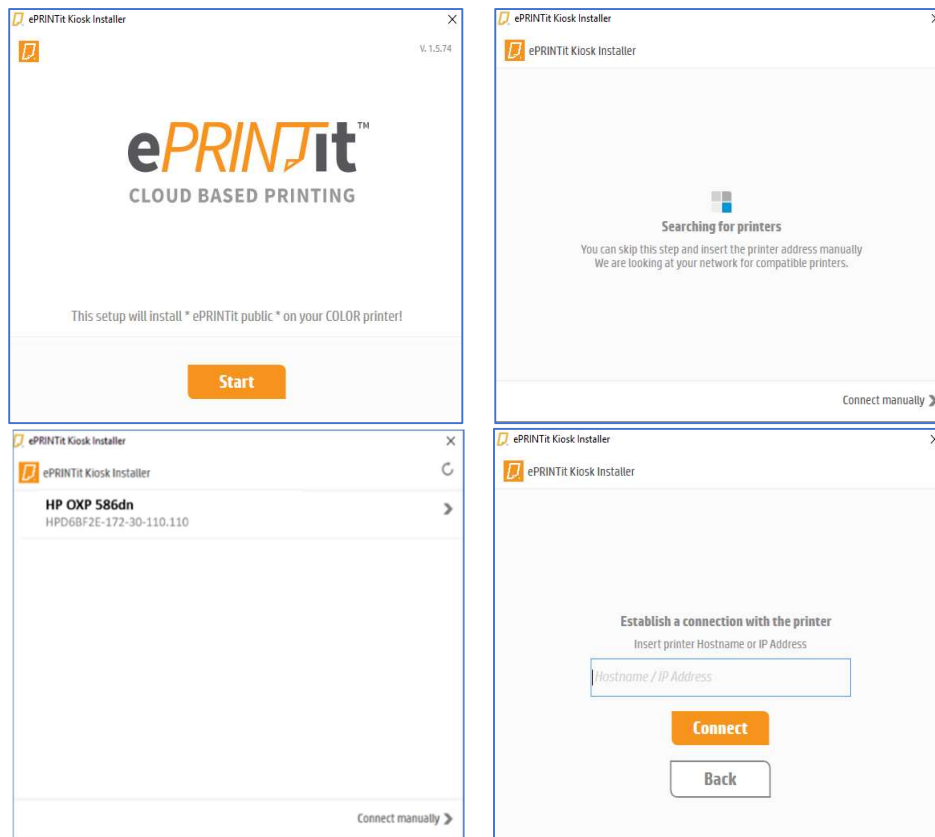 ePRINTit Kiosk Installer
V. 1.5.74
ePRINTit™
CLOUD BASED PRINTING
This setup will install * ePRINTit public * on your COLOR printer!
Start
ePRINTit Kiosk Installer
ePRINTit Kiosk Installer
Searching for printers
You can skip this step and insert the printer address manually
We are looking at your network for compatible printers.
Connect manually
ePRINTit Kiosk Installer
ePRINTit Kiosk Installer
HP OXP 586dn
HPD6BF2E-172-30-110.110
Connect manually
ePRINTit Kiosk Installer
ePRINTit Kiosk Installer
Establish a connection with the printer
Insert printer Hostname or IP Address
Hostname / IP Address
Connect
Back